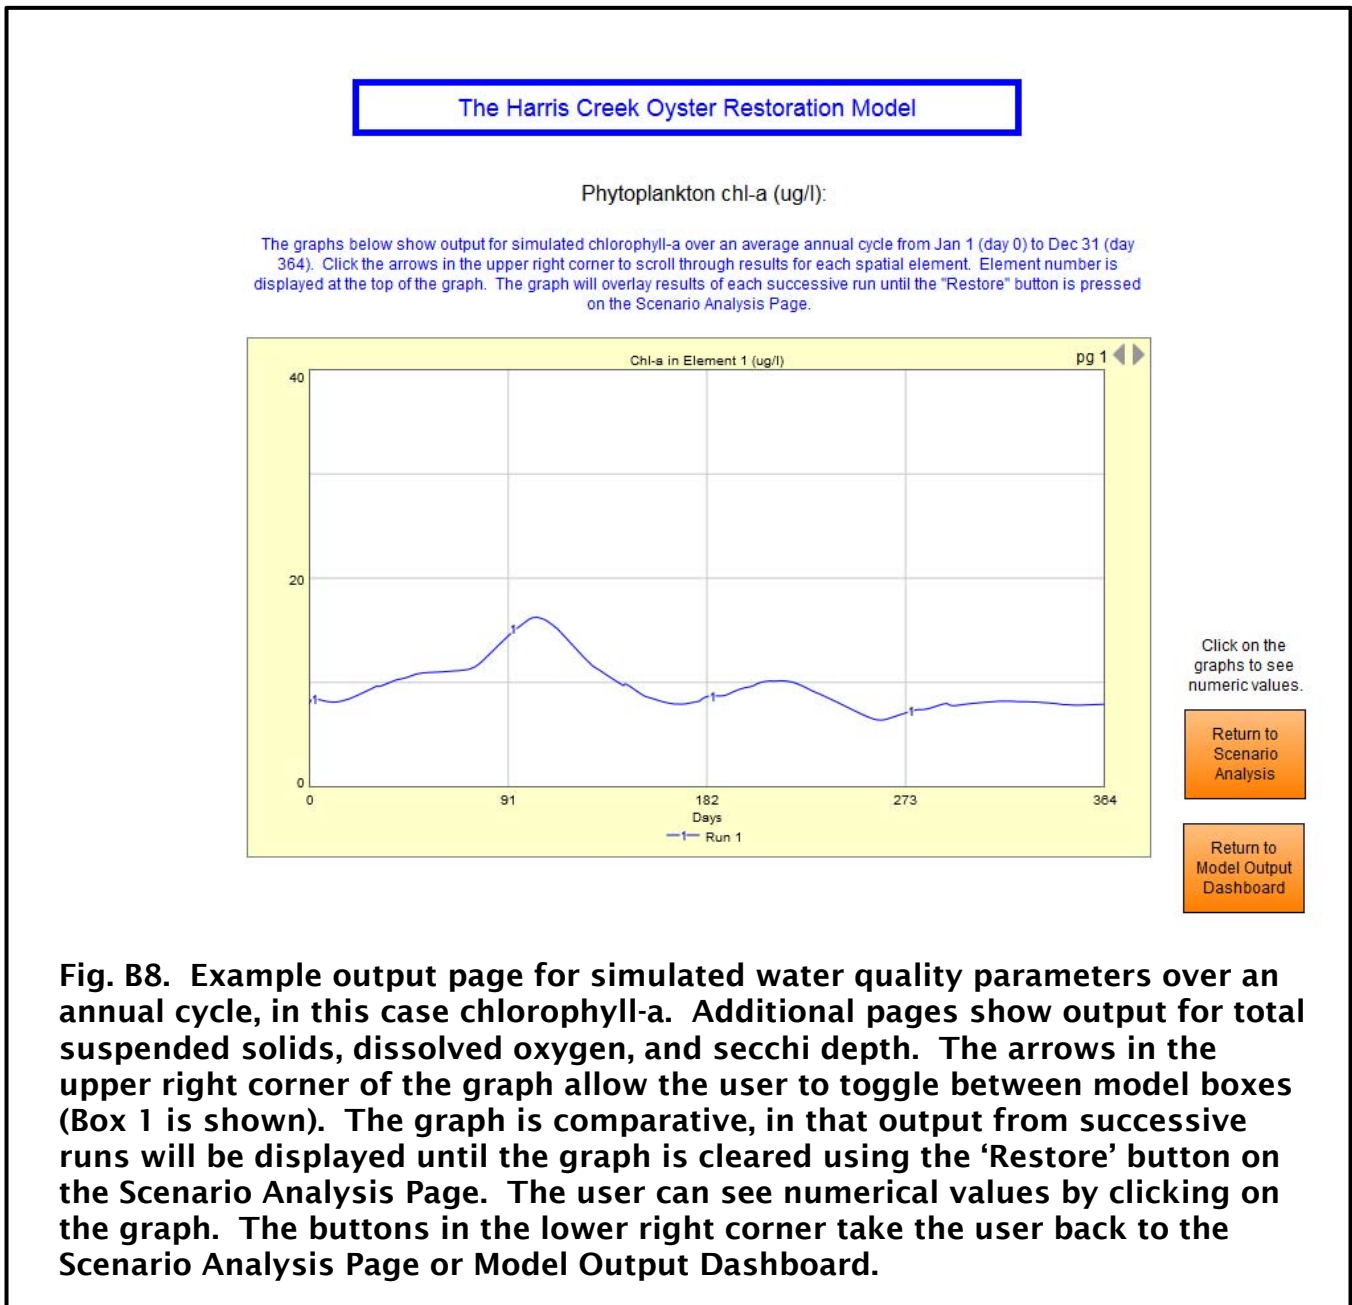 The Harris Creek Oyster Restoration Model
Phytoplankton chl-a (ug/l):
The graphs below show output for simulated chlorophyll-a over an average annual cycle from Jan 1 (day 0) to Dec 31 (day
364). Click the arrows in the upper right corner to scroll through results for each spatial element. Element number is
displayed at the top of the graph. The graph will overlay results of each successive run until the "Restore" button is pressed
on the Scenario Analysis Page.
Chl-a in Element 1 (ug/l)
pg 1
40
20
0
1
1
1
1
0
91
182
273
364
Days
1 Run 1
Click on the
graphs to see
numeric values.
Return to
Scenario
Analysis
Return to
Model Output
Dashboard
Fig. B8. Example output page for simulated water quality parameters over an
annual cycle, in this case chlorophyll-a. Additional pages show output for total
suspended solids, dissolved oxygen, and secchi depth. The arrows in the
upper right corner of the graph allow the user to toggle between model boxes
(Box 1 is shown). The graph is comparative, in that output from successive
runs will be displayed until the graph is cleared using the ‘Restore’ button on
the Scenario Analysis Page. The user can see numerical values by clicking on
the graph. The buttons in the lower right corner take the user back to the
Scenario Analysis Page or Model Output Dashboard.